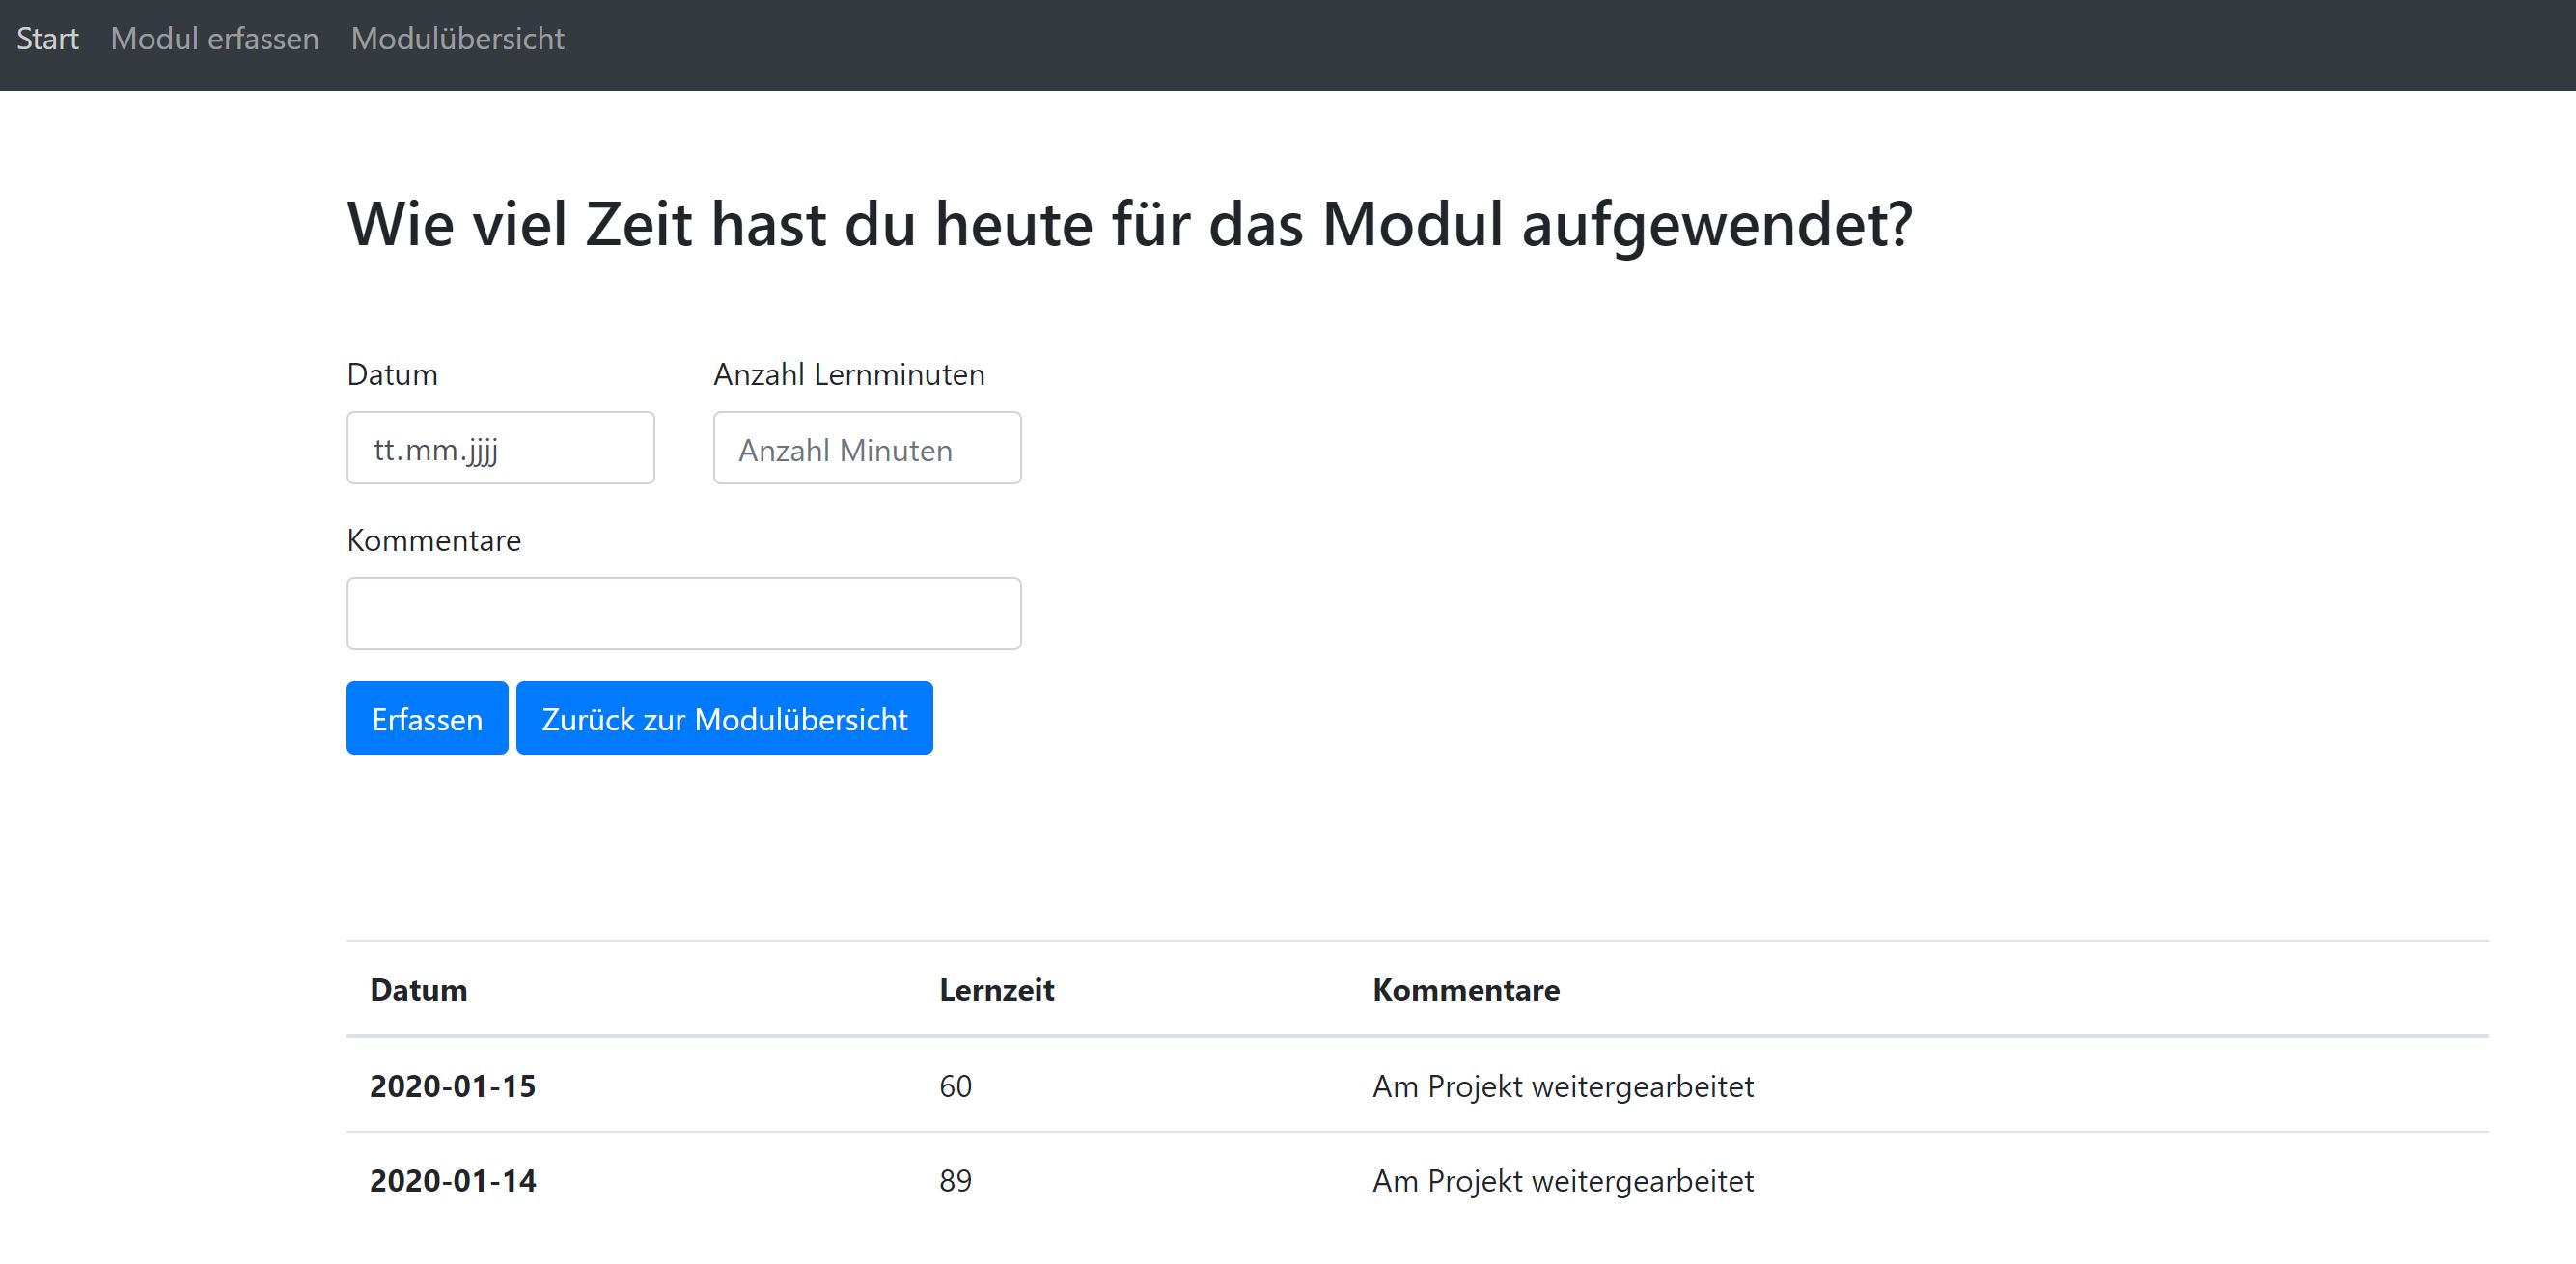 Start Modul erfassen Modulübersicht
Wie viel Zeit hast du heute für das Modul aufgewendet?
Datum Anzahl Lernminuten
tt.mm.jjjj Anzahl Minuten
Kommentare
Erfassen Zurück zur Modulübersicht
Datum Lernzeit Kommentare
2020-01-15 60 Am Projekt weitergearbeitet
2020-01-14 89 Am Projekt weitergearbeitet